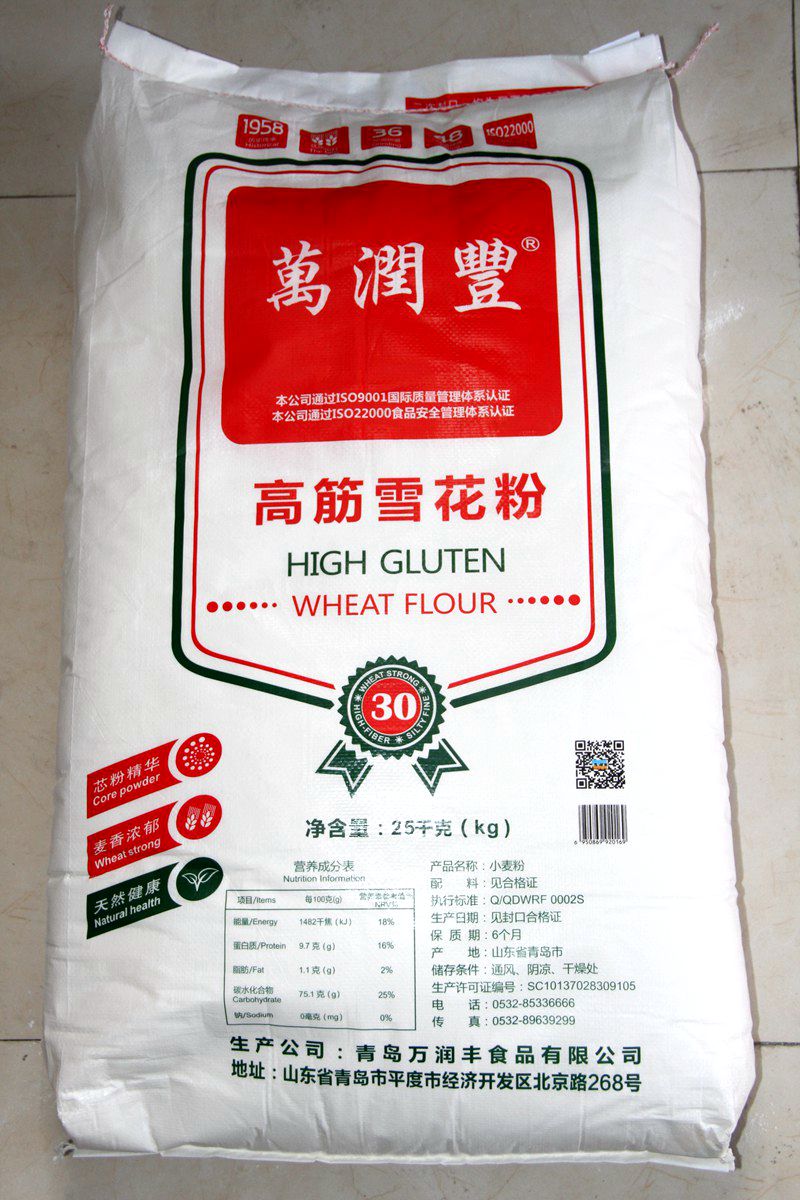 1958
Historical
36
ISO22000
萬潤豐®
本公司通过ISO9001国际质量管理体系认证
本公司通过ISO22000食品安全管理体系认证
高筋雪花粉
HIGH GLUTEN
WHEAT FLOUR
WHEAT STRONG
HIGH-FIBER
SILTY FINE
30
芯粉精华
Core powder
麦香浓郁
Wheat strong
天然健康
Natural health
6950869920169
净含量：25千克（kg）
营养成分表
Nutrition Information
项目/Items 每100克(g) 营养素参考值% NRV%
能量/Energy 1482千焦（kJ） 18%
蛋白质/Protein 9.7 克（g） 16%
脂肪/Fat 1.1 克（g） 2%
碳水化合物 Carbohydrate 75.1 克（g） 25%
钠/Sodium 0毫克（mg） 0%
产品名称：小麦粉
配 料：见合格证
执行标准：Q/QDWRF 0002S
生产日期：见封口合格证
保 质 期：6个月
产 地：山东省青岛市
储存条件：通风、阴凉、干燥处
生产许可证编号：SC10137028309105
电 话：0532-85336666
传 真：0532-89639299
生产公司：青岛万润丰食品有限公司
地址：山东省青岛市平度市经济开发区北京路268号